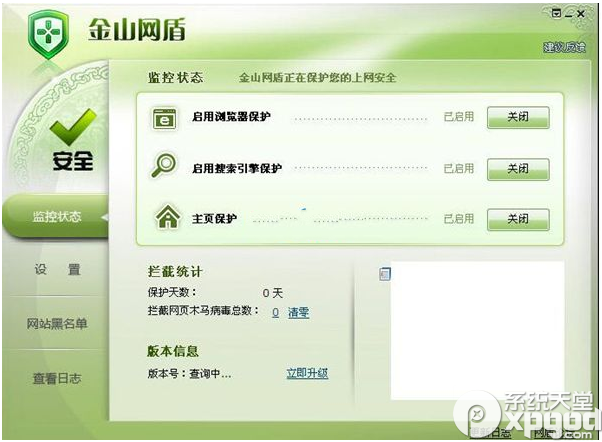 金山网盾
建议反馈
安全
监控状态
设 置
网站黑名单
查看日志
监控状态 金山网盾正在保护您的上网安全
启用浏览器保护 已启用 关闭
启用搜索引擎保护 已启用 关闭
主页保护 已启用 关闭
拦截统计
保护天数： 0 天
拦截网页木马病毒总数： 0 清零
版本信息
版本号：查询中... 立即升级
系统天堂